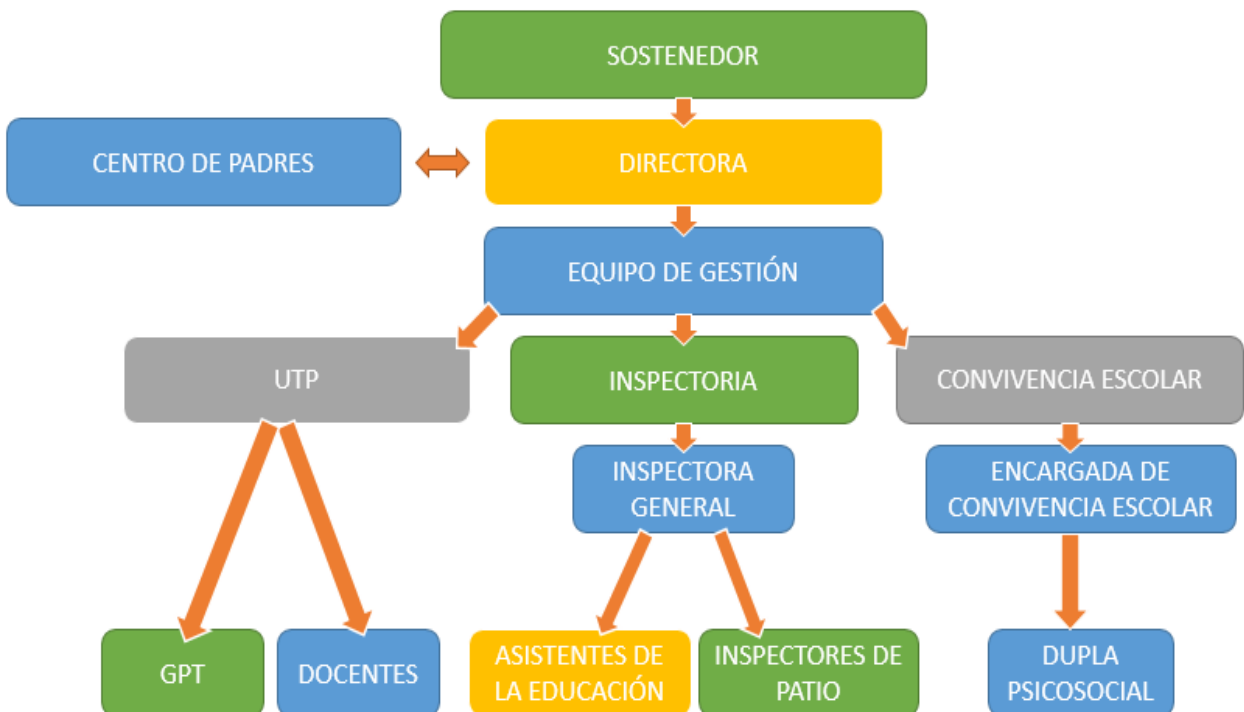 SOSTENEDOR
CENTRO DE PADRES
DIRECTORA
EQUIPO DE GESTIÓN
UTP
INSPECTORIA
CONVIVENCIA ESCOLAR
INSPECTORA
GENERAL
ENCARGADA DE
CONVIVENCIA ESCOLAR
GPT
DOCENTES
ASISTENTES DE
LA EDUCACIÓN
INSPECTORES DE
PATIO
DUPLA
PSICOSOCIAL